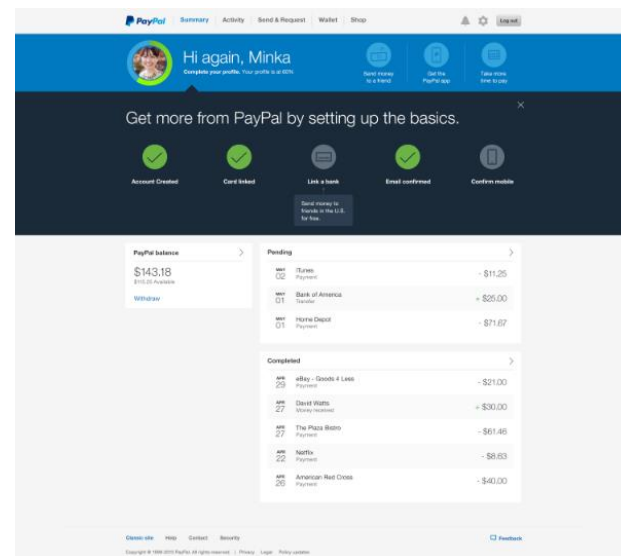 PayPal Summary Activity Send & Request Wallet Shop Log out
Hi again, Minka
Complete your profile. Your profile is at 60%
Send money
to a friend
Get the
PayPal app
Take more
time to pay
Get more from PayPal by setting up the basics.
Account Created Card linked Link a bank Email confirmed Confirm mobile
Send money to
friends in the U.S.
for free.
PayPal balance
$143.18
Available
Withdraw
Pending
MAY 02 iTunes - $11.25
Payment
MAY 01 Bank of America + $25.00
Transfer
MAY 01 Home Depot - $71.67
Payment
Completed
APR 29 eBay - Goods 4 Less - $21.00
Payment
APR 27 David Watts + $30.00
Money received
APR 27 The Plaza Bistro - $61.46
Payment
APR 22 Netflix - $8.63
Payment
APR 26 American Red Cross - $40.00
Payment
Classic site Help Contact Security Feedback
Copyright © PayPal. All rights reserved. | Privacy Legal Policy updates